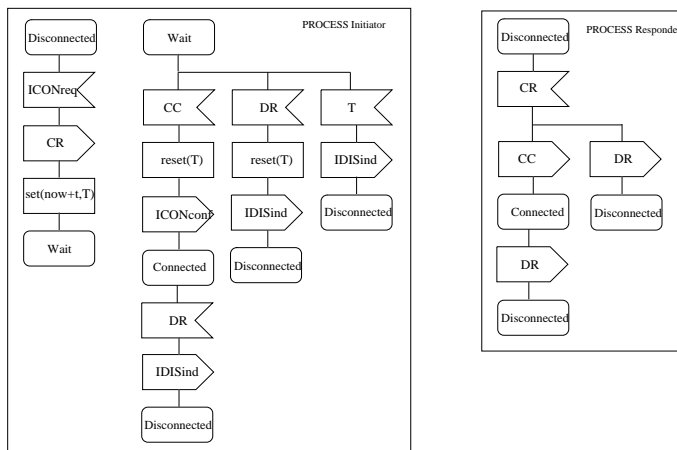 PROCESS Initiator
Disconnected
ICONreq
CR
set(now+t,T)
Wait
Wait
CC
DR
T
reset(T)
reset(T)
IDISind
ICONconf
IDISind
Disconnected
Connected
Disconnected
DR
IDISind
Disconnected
PROCESS Responde
Disconnected
CR
CC
DR
Connected
Disconnected
DR
Disconnected